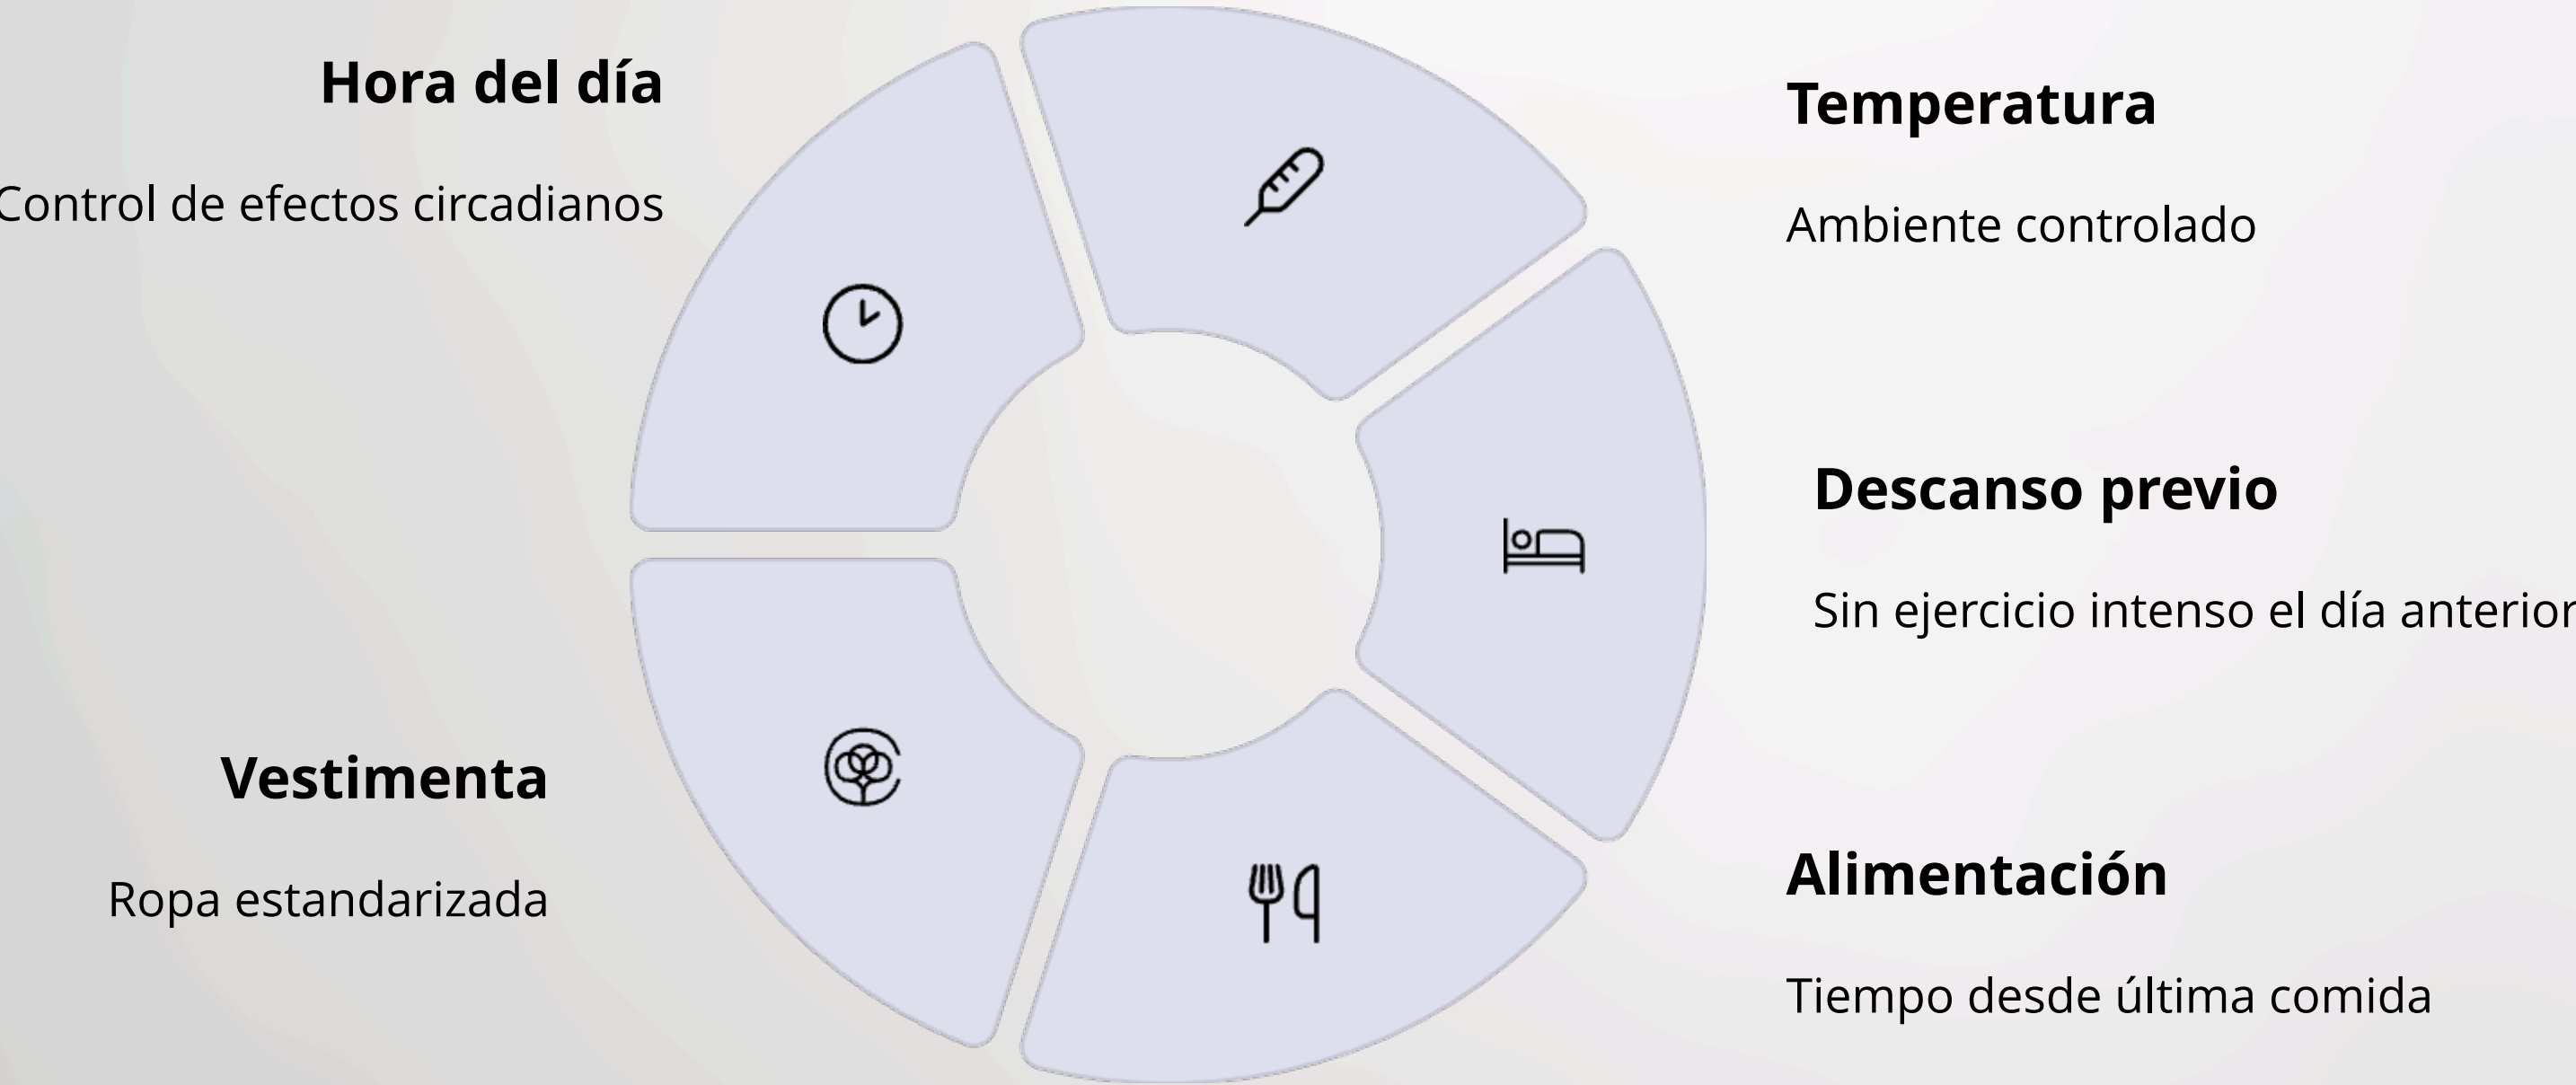 Hora del día
Control de efectos circadianos
Temperatura
Ambiente controlado
Descanso previo
Sin ejercicio intenso el día anterior
Vestimenta
Ropa estandarizada
Alimentación
Tiempo desde última comida